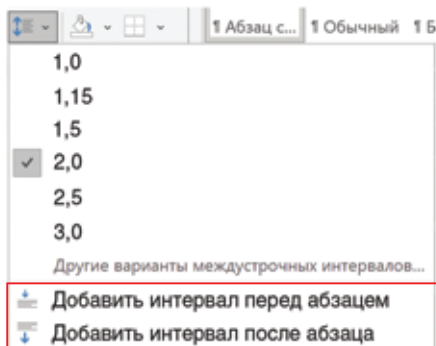 ¶ Абзац с... ¶ Обычный ¶ Б
1,0
1,15
1,5
2,0
2,5
3,0
Другие варианты междустрочных интервалов...
Добавить интервал перед абзацем
Добавить интервал после абзаца